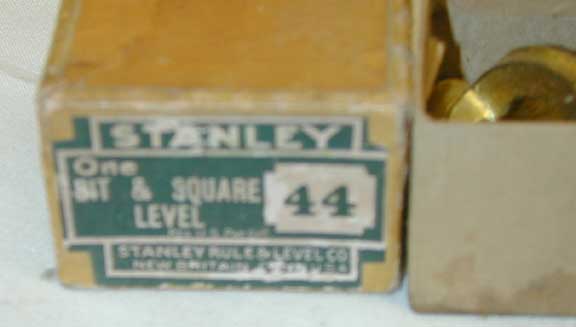 STANLEY
One
BIT & SQUARE
LEVEL
44
STANLEY RULE & LEVEL CO.
NEW BRITAIN